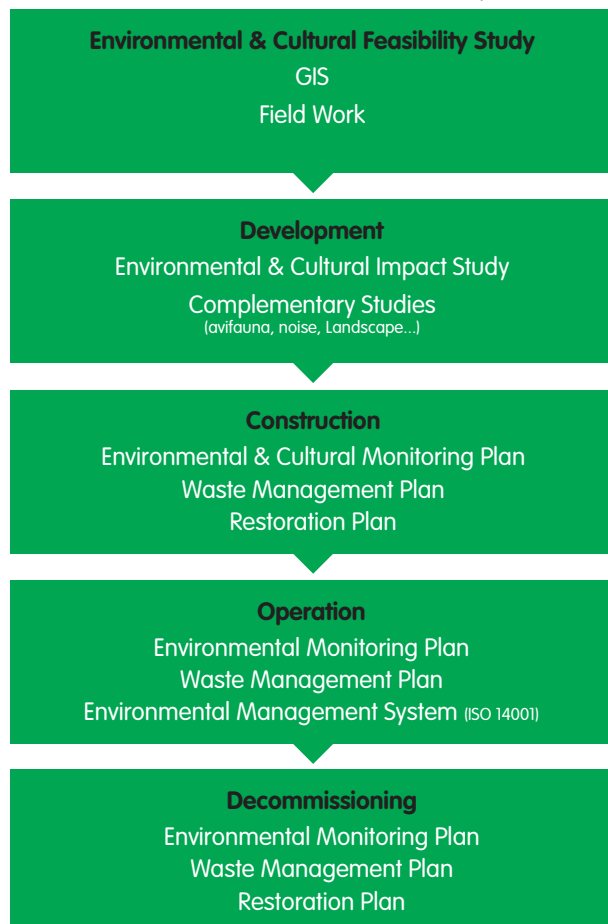 Environmental & Cultural Feasibility Study
GIS
Field Work
Development
Environmental & Cultural Impact Study
Complementary Studies
(avifauna, noise, Landscape...)
Construction
Environmental & Cultural Monitoring Plan
Waste Management Plan
Restoration Plan
Operation
Environmental Monitoring Plan
Waste Management Plan
Environmental Management System (ISO 14001)
Decommissioning
Environmental Monitoring Plan
Waste Management Plan
Restoration Plan